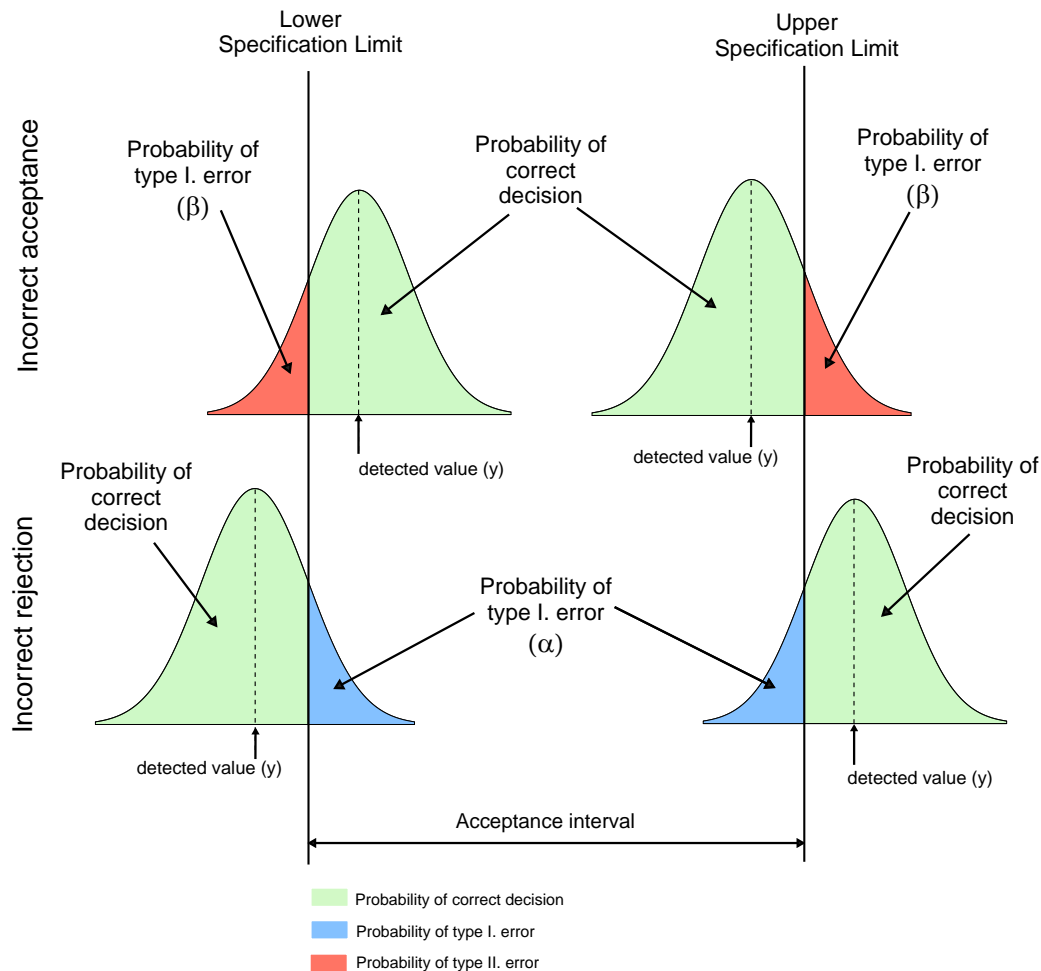 Lower
Specification Limit
Upper
Specification Limit
Incorrect acceptance
Probability of
type I. error
(β)
Probability of
correct
decision
Probability of
type I. error
(β)
detected value (y)
detected value (y)
Incorrect rejection
Probability of
correct
decision
Probability of
type I. error
(α)
Probability of
correct
decision
detected value (y)
detected value (y)
Acceptance interval
Probability of correct decision
Probability of type I. error
Probability of type II. error